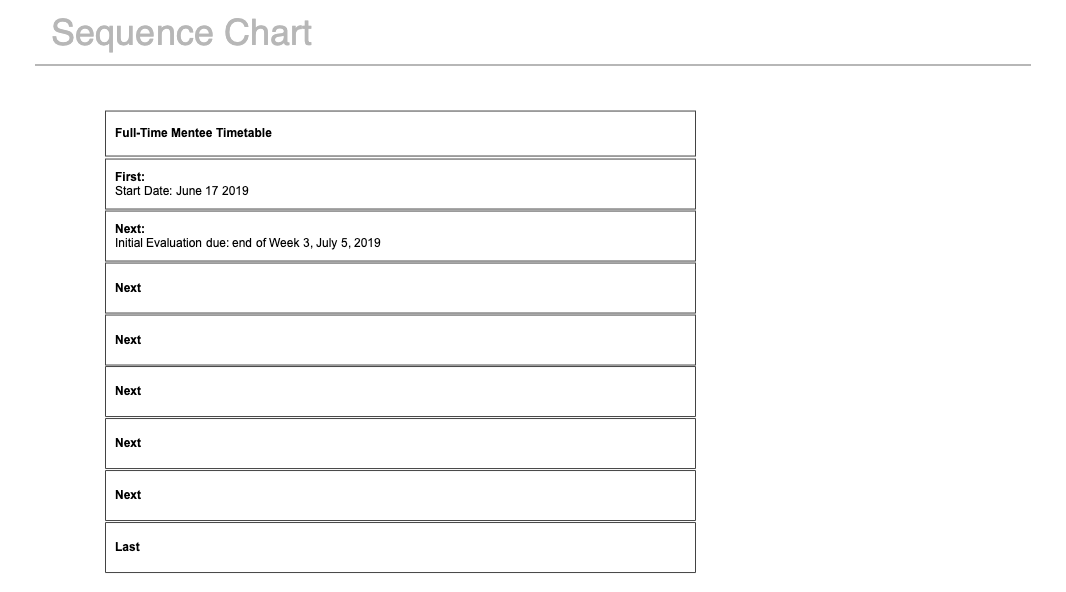 Sequence Chart
Full-Time Mentee Timetable
First:
Start Date: June 17 2019
Next:
Initial Evaluation due: end of Week 3, July 5, 2019
Next
Next
Next
Next
Next
Last